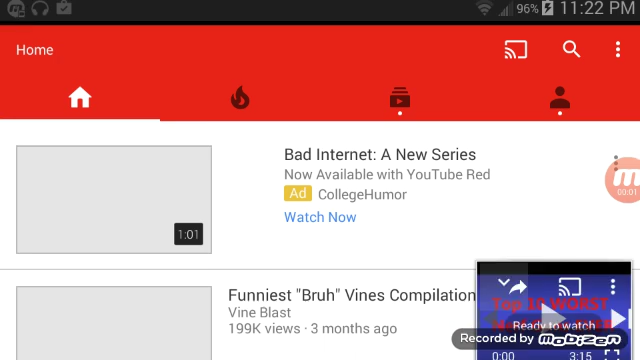 96% 11:22 PM
Home
Bad Internet: A New Series
Now Available with YouTube Red
Ad CollegeHumor
Watch Now
1:01
00:01
Funniest "Bruh" Vines Compilation
Vine Blast
199K views · 3 months ago
Top 10 WORST
Ready to watch
Recorded by MOBIZEN
0:00 3:15